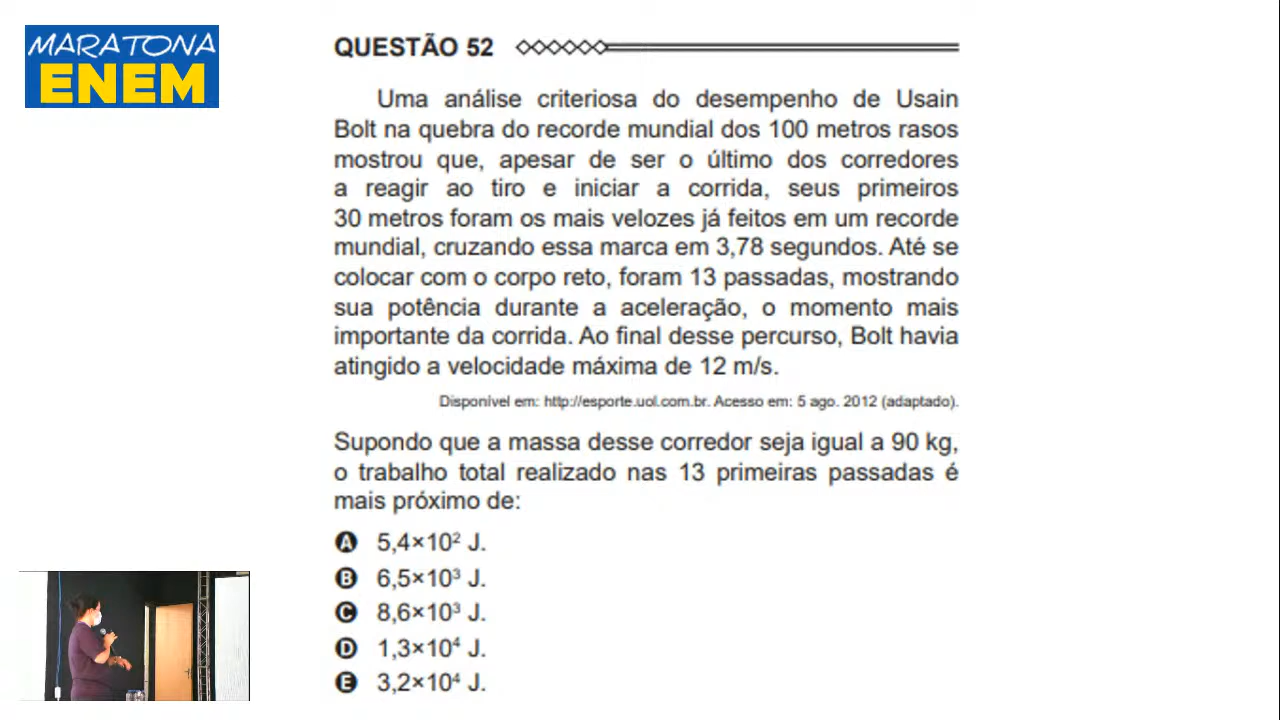 MARATONA
ENEM
QUESTÃO 52
Uma análise criteriosa do desempenho de Usain
Bolt na quebra do recorde mundial dos 100 metros rasos
mostrou que, apesar de ser o último dos corredores
a reagir ao tiro e iniciar a corrida, seus primeiros
30 metros foram os mais velozes já feitos em um recorde
mundial, cruzando essa marca em 3,78 segundos. Até se
colocar com o corpo reto, foram 13 passadas, mostrando
sua potência durante a aceleração, o momento mais
importante da corrida. Ao final desse percurso, Bolt havia
atingido a velocidade máxima de 12 m/s.
Disponível em: http://esporte.uol.com.br. Acesso em: 5 ago. 2012 (adaptado).
Supondo que a massa desse corredor seja igual a 90 kg,
o trabalho total realizado nas 13 primeiras passadas é
mais próximo de:
A 5,4×10² J.
B 6,5×10³ J.
C 8,6×10³ J.
D 1,3×10⁴ J.
E 3,2×10⁴ J.